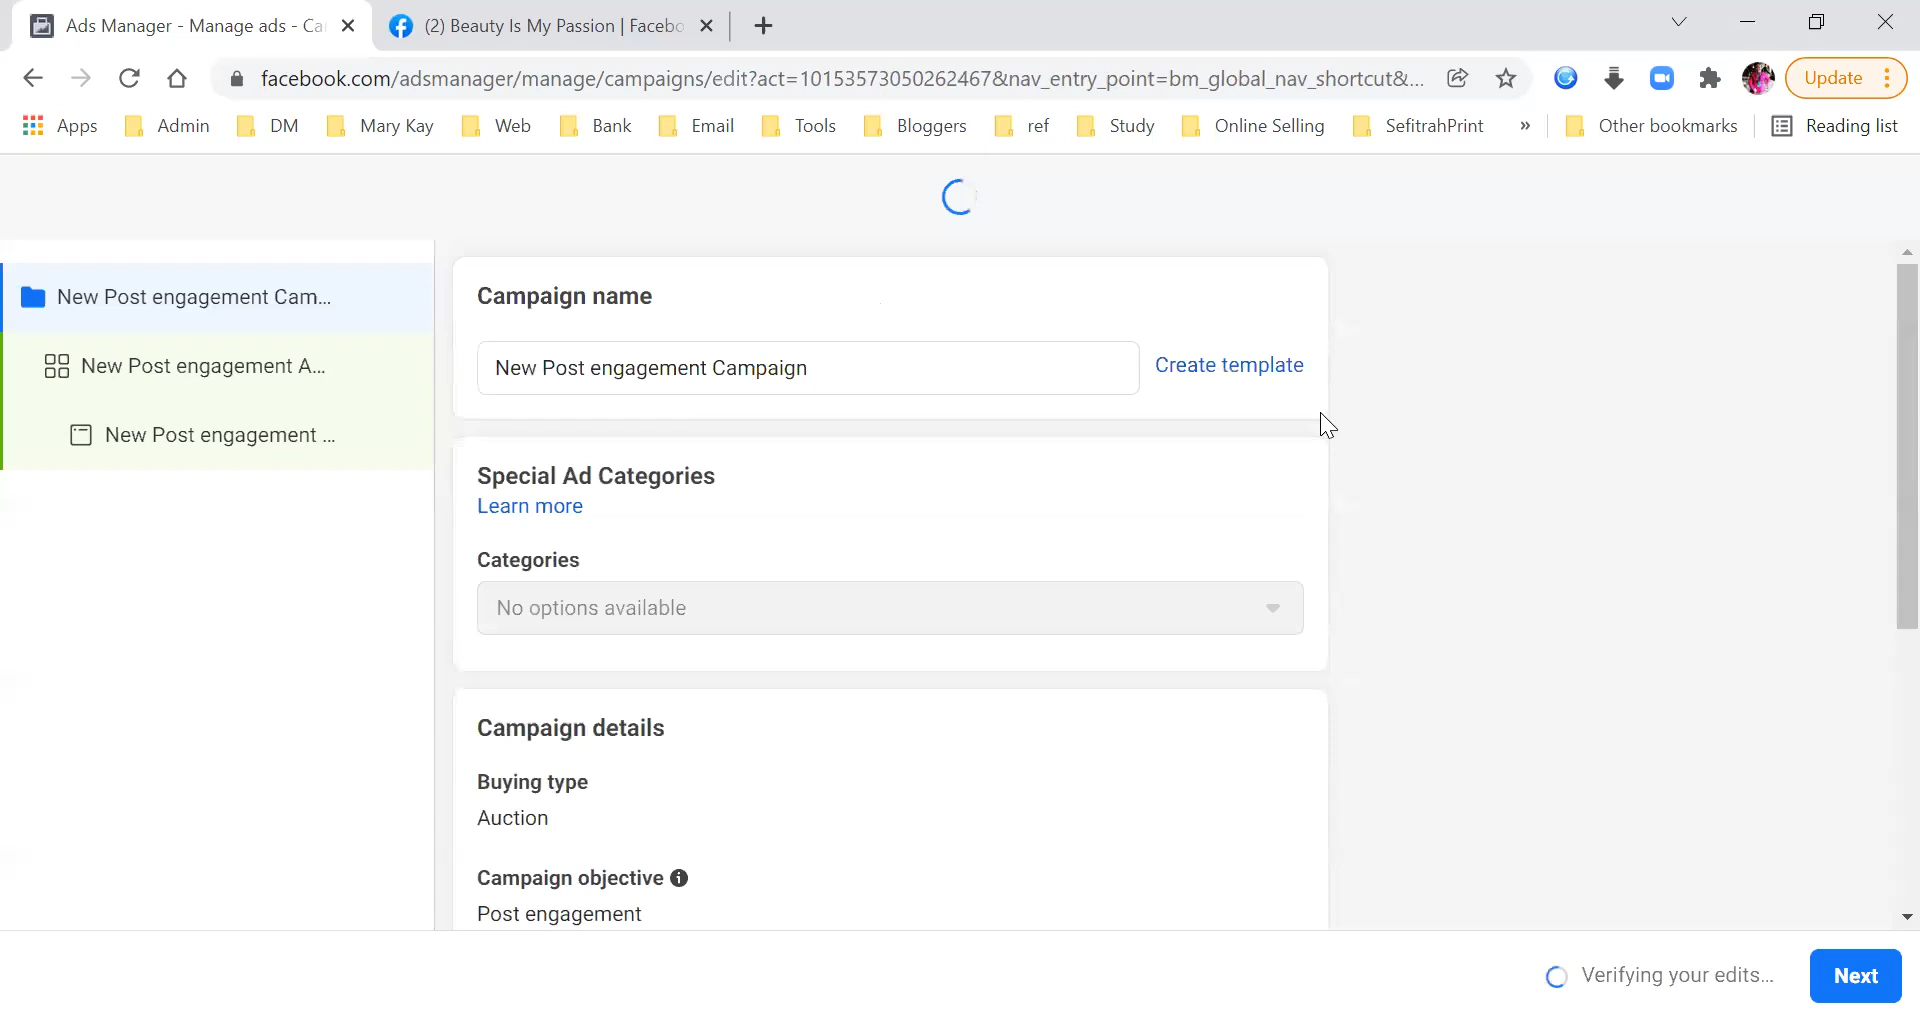 Ads Manager - Manage ads - Ca
(2) Beauty Is My Passion | Facebo
facebook.com/adsmanager/manage/campaigns/edit?act=10153573050262467&nav_entry_point=bm_global_nav_shortcut&...
Update
Apps
Admin
DM
Mary Kay
Web
Bank
Email
Tools
Bloggers
ref
Study
Online Selling
SefitrahPrint
»
Other bookmarks
Reading list
New Post engagement Cam...
New Post engagement A...
New Post engagement ...
Campaign name
New Post engagement Campaign
Create template
Special Ad Categories
Learn more
Categories
No options available
Campaign details
Buying type
Auction
Campaign objective
Post engagement
Verifying your edits...
Next